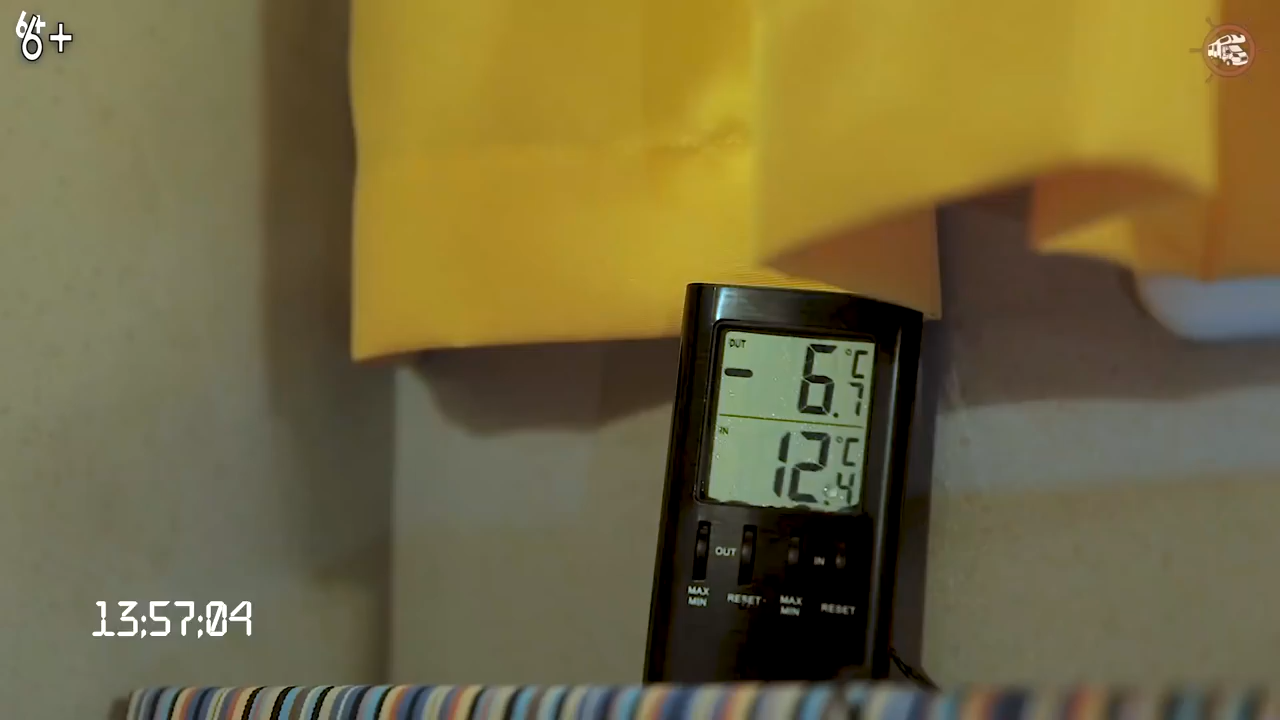 6+
OUT
- 6.7 °C
IN
12.4 °C
OUT IN
MAX MIN RESET MAX MIN RESET
13:57:04